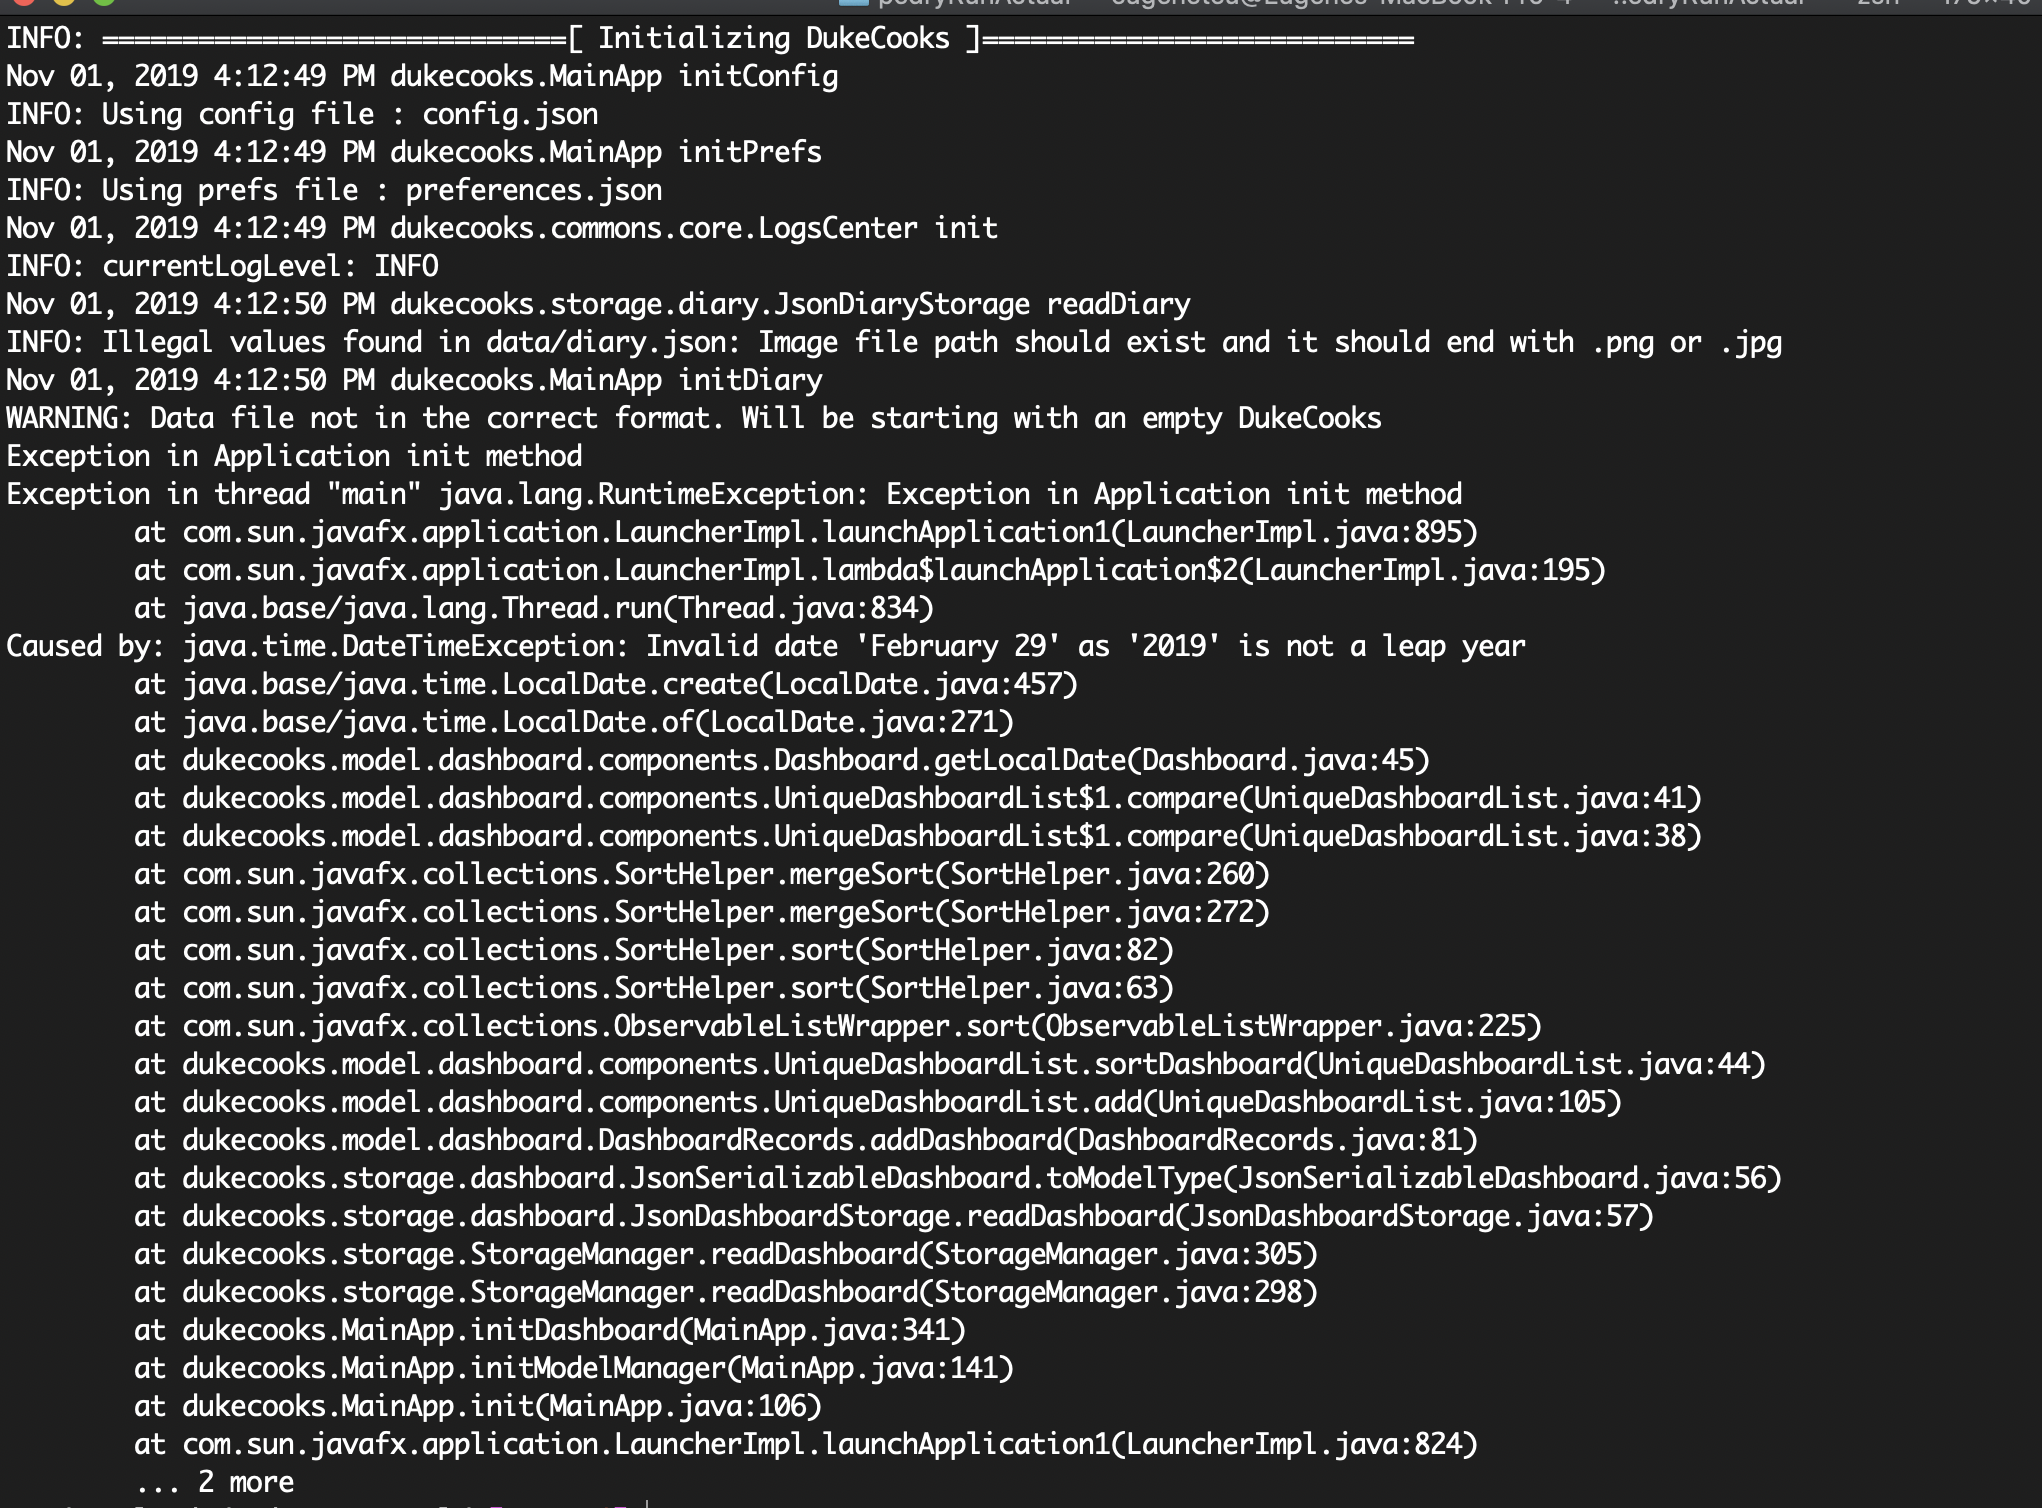 INFO: =============================[ Initializing DukeCooks ]===========================
Nov 01, 2019 4:12:49 PM dukecooks.MainApp initConfig
INFO: Using config file : config.json
Nov 01, 2019 4:12:49 PM dukecooks.MainApp initPrefs
INFO: Using prefs file : preferences.json
Nov 01, 2019 4:12:49 PM dukecooks.commons.core.LogsCenter init
INFO: currentLogLevel: INFO
Nov 01, 2019 4:12:50 PM dukecooks.storage.diary.JsonDiaryStorage readDiary
INFO: Illegal values found in data/diary.json: Image file path should exist and it should end with .png or .jpg
Nov 01, 2019 4:12:50 PM dukecooks.MainApp initDiary
WARNING: Data file not in the correct format. Will be starting with an empty DukeCooks
Exception in Application init method
Exception in thread "main" java.lang.RuntimeException: Exception in Application init method
at com.sun.javafx.application.LauncherImpl.launchApplication1(LauncherImpl.java:895)
at com.sun.javafx.application.LauncherImpl.lambda$launchApplication$2(LauncherImpl.java:195)
at java.base/java.lang.Thread.run(Thread.java:834)
Caused by: java.time.DateTimeException: Invalid date 'February 29' as '2019' is not a leap year
at java.base/java.time.LocalDate.create(LocalDate.java:457)
at java.base/java.time.LocalDate.of(LocalDate.java:271)
at dukecooks.model.dashboard.components.Dashboard.getLocalDate(Dashboard.java:45)
at dukecooks.model.dashboard.components.UniqueDashboardList$1.compare(UniqueDashboardList.java:41)
at dukecooks.model.dashboard.components.UniqueDashboardList$1.compare(UniqueDashboardList.java:38)
at com.sun.javafx.collections.SortHelper.mergeSort(SortHelper.java:260)
at com.sun.javafx.collections.SortHelper.mergeSort(SortHelper.java:272)
at com.sun.javafx.collections.SortHelper.sort(SortHelper.java:82)
at com.sun.javafx.collections.SortHelper.sort(SortHelper.java:63)
at com.sun.javafx.collections.ObservableListWrapper.sort(ObservableListWrapper.java:225)
at dukecooks.model.dashboard.components.UniqueDashboardList.sortDashboard(UniqueDashboardList.java:44)
at dukecooks.model.dashboard.components.UniqueDashboardList.add(UniqueDashboardList.java:105)
at dukecooks.model.dashboard.DashboardRecords.addDashboard(DashboardRecords.java:81)
at dukecooks.storage.dashboard.JsonSerializableDashboard.toModelType(JsonSerializableDashboard.java:56)
at dukecooks.storage.dashboard.JsonDashboardStorage.readDashboard(JsonDashboardStorage.java:57)
at dukecooks.storage.StorageManager.readDashboard(StorageManager.java:305)
at dukecooks.storage.StorageManager.readDashboard(StorageManager.java:298)
at dukecooks.MainApp.initDashboard(MainApp.java:341)
at dukecooks.MainApp.initModelManager(MainApp.java:141)
at dukecooks.MainApp.init(MainApp.java:106)
at com.sun.javafx.application.LauncherImpl.launchApplication1(LauncherImpl.java:824)
... 2 more